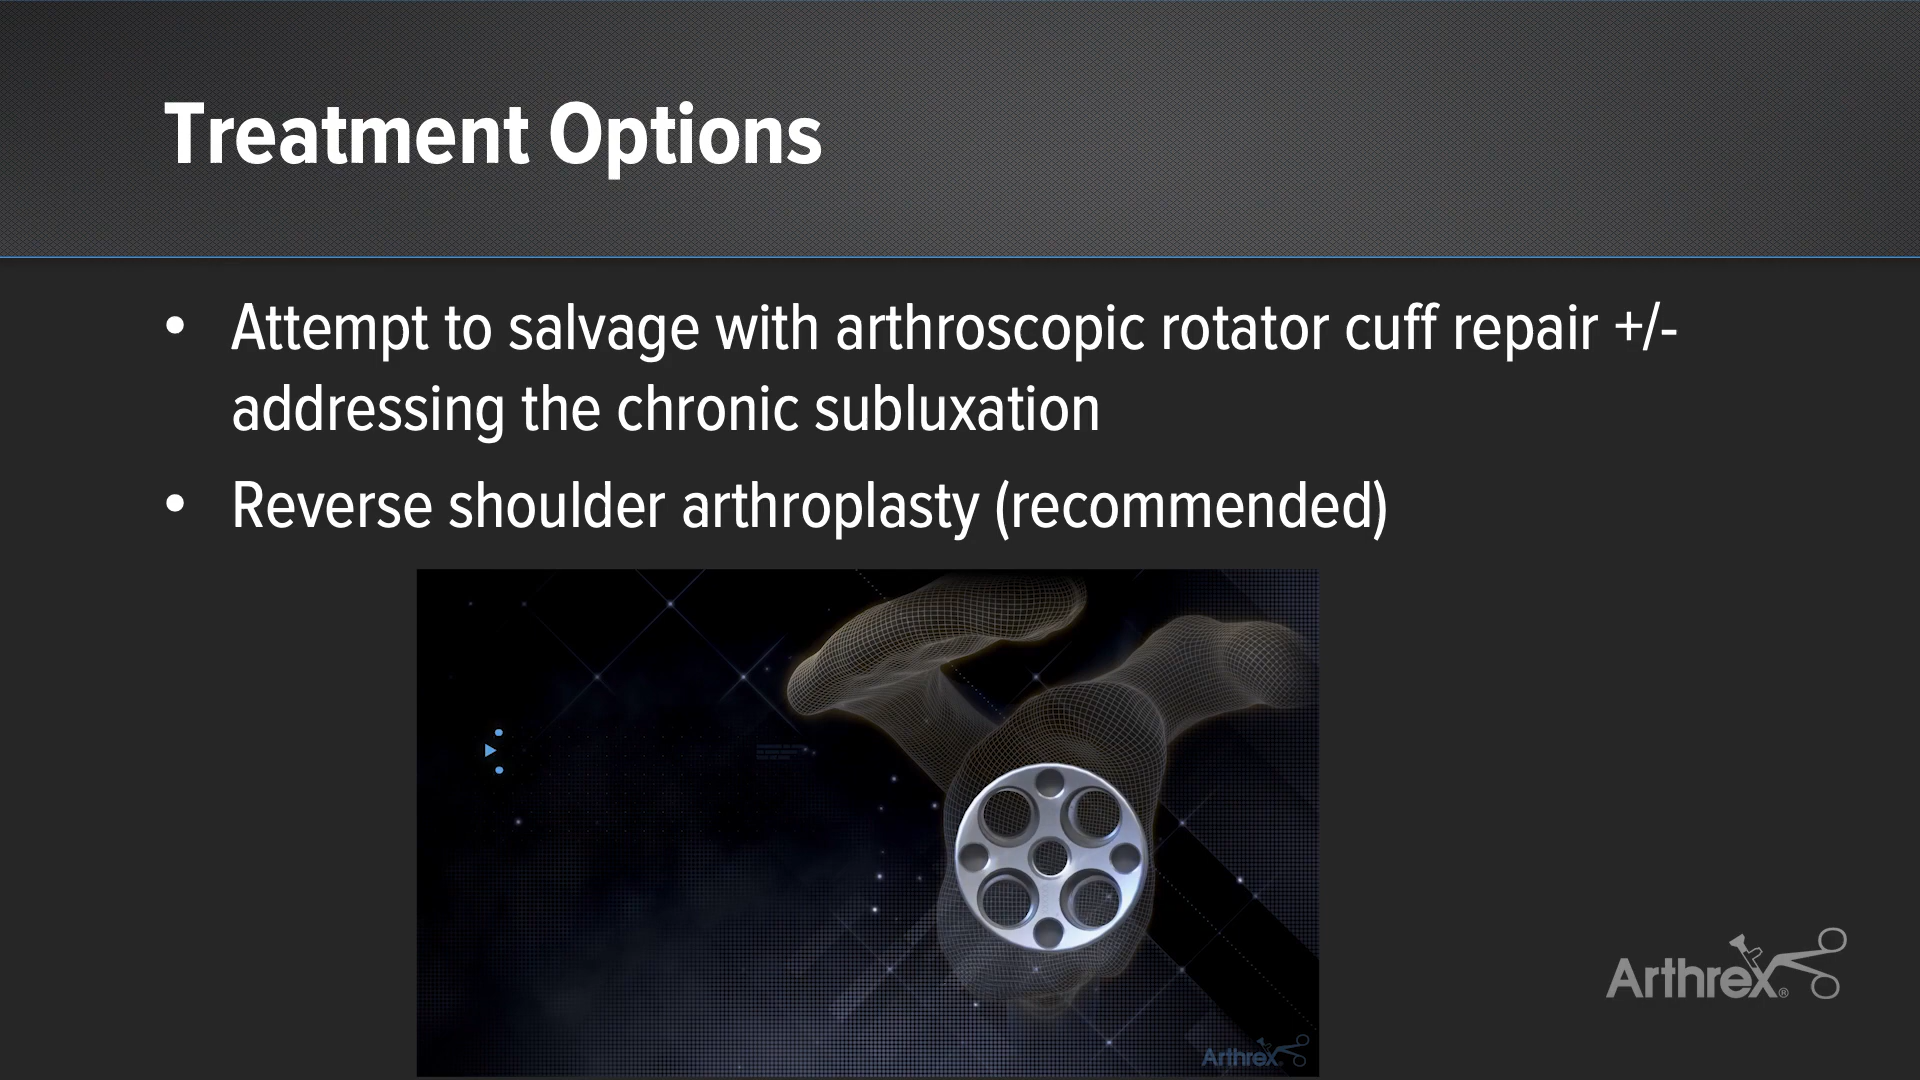 Treatment Options
• Attempt to salvage with arthroscopic rotator cuff repair +/-
addressing the chronic subluxation
• Reverse shoulder arthroplasty (recommended)
Arthrex®
Arthrex